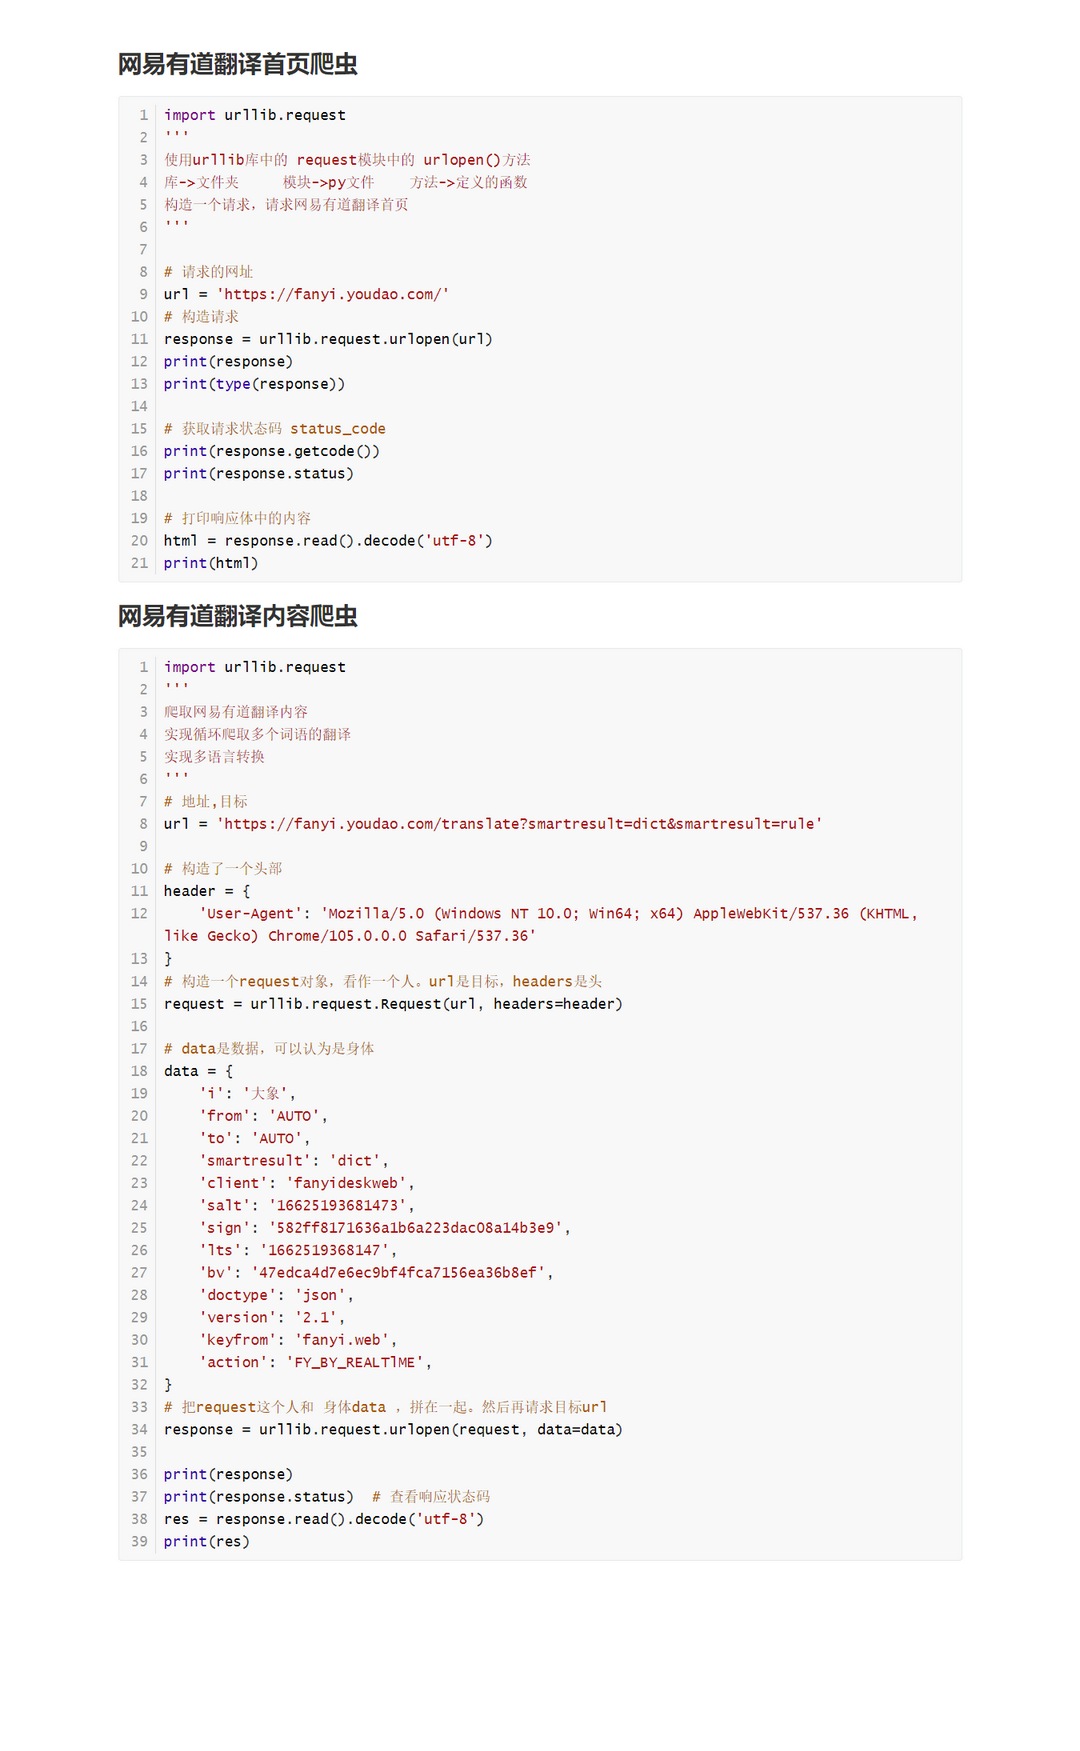 网易有道翻译首页爬虫
1 import urllib.request
2 '''
3 使用urllib库中的 request模块中的 urlopen()方法
4 库->文件夹     模块->py文件    方法->定义的函数
5 构造一个请求，请求网易有道翻译首页
6 '''
7
8 # 请求的网址
9 url = 'https://fanyi.youdao.com/'
10 # 构造请求
11 response = urllib.request.urlopen(url)
12 print(response)
13 print(type(response))
14
15 # 获取请求状态码 status_code
16 print(response.getcode())
17 print(response.status)
18
19 # 打印响应体中的内容
20 html = response.read().decode('utf-8')
21 print(html)
网易有道翻译内容爬虫
1 import urllib.request
2 '''
3 爬取网易有道翻译内容
4 实现循环爬取多个词语的翻译
5 实现多语言转换
6 '''
7 # 地址,目标
8 url = 'https://fanyi.youdao.com/translate?smartresult=dict&smartresult=rule'
9
10 # 构造了一个头部
11 header = {
12     'User-Agent': 'Mozilla/5.0 (Windows NT 10.0; Win64; x64) AppleWebKit/537.36 (KHTML,
like Gecko) Chrome/105.0.0.0 Safari/537.36'
13 }
14 # 构造一个request对象，看作一个人。url是目标，headers是头
15 request = urllib.request.Request(url, headers=header)
16
17 # data是数据，可以认为是身体
18 data = {
19     'i': '大象',
20     'from': 'AUTO',
21     'to': 'AUTO',
22     'smartresult': 'dict',
23     'client': 'fanyideskweb',
24     'salt': '16625193681473',
25     'sign': '582ff8171636a1b6a223dac08a14b3e9',
26     'lts': '1662519368147',
27     'bv': '47edca4d7e6ec9bf4fca7156ea36b8ef',
28     'doctype': 'json',
29     'version': '2.1',
30     'keyfrom': 'fanyi.web',
31     'action': 'FY_BY_REALTlME',
32 }
33 # 把request这个人和 身体data ，拼在一起。然后再请求目标url
34 response = urllib.request.urlopen(request, data=data)
35
36 print(response)
37 print(response.status)  # 查看响应状态码
38 res = response.read().decode('utf-8')
39 print(res)